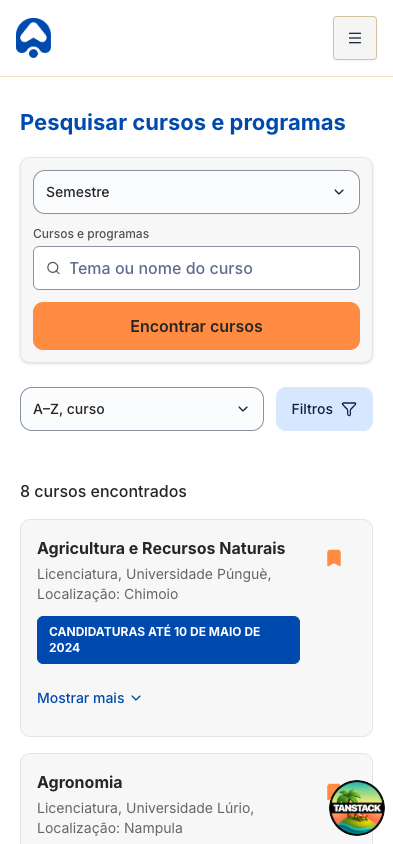 Pesquisar cursos e programas
Semestre
Cursos e programas
Tema ou nome do curso
Encontrar cursos
A–Z, curso
Filtros
8 cursos encontrados
Agricultura e Recursos Naturais
Licenciatura, Universidade Púnguè,
Localização: Chimoio
CANDIDATURAS ATÉ 10 DE MAIO DE
2024
Mostrar mais
Agronomia
Licenciatura, Universidade Lúrio,
Localização: Nampula
TANSTACK